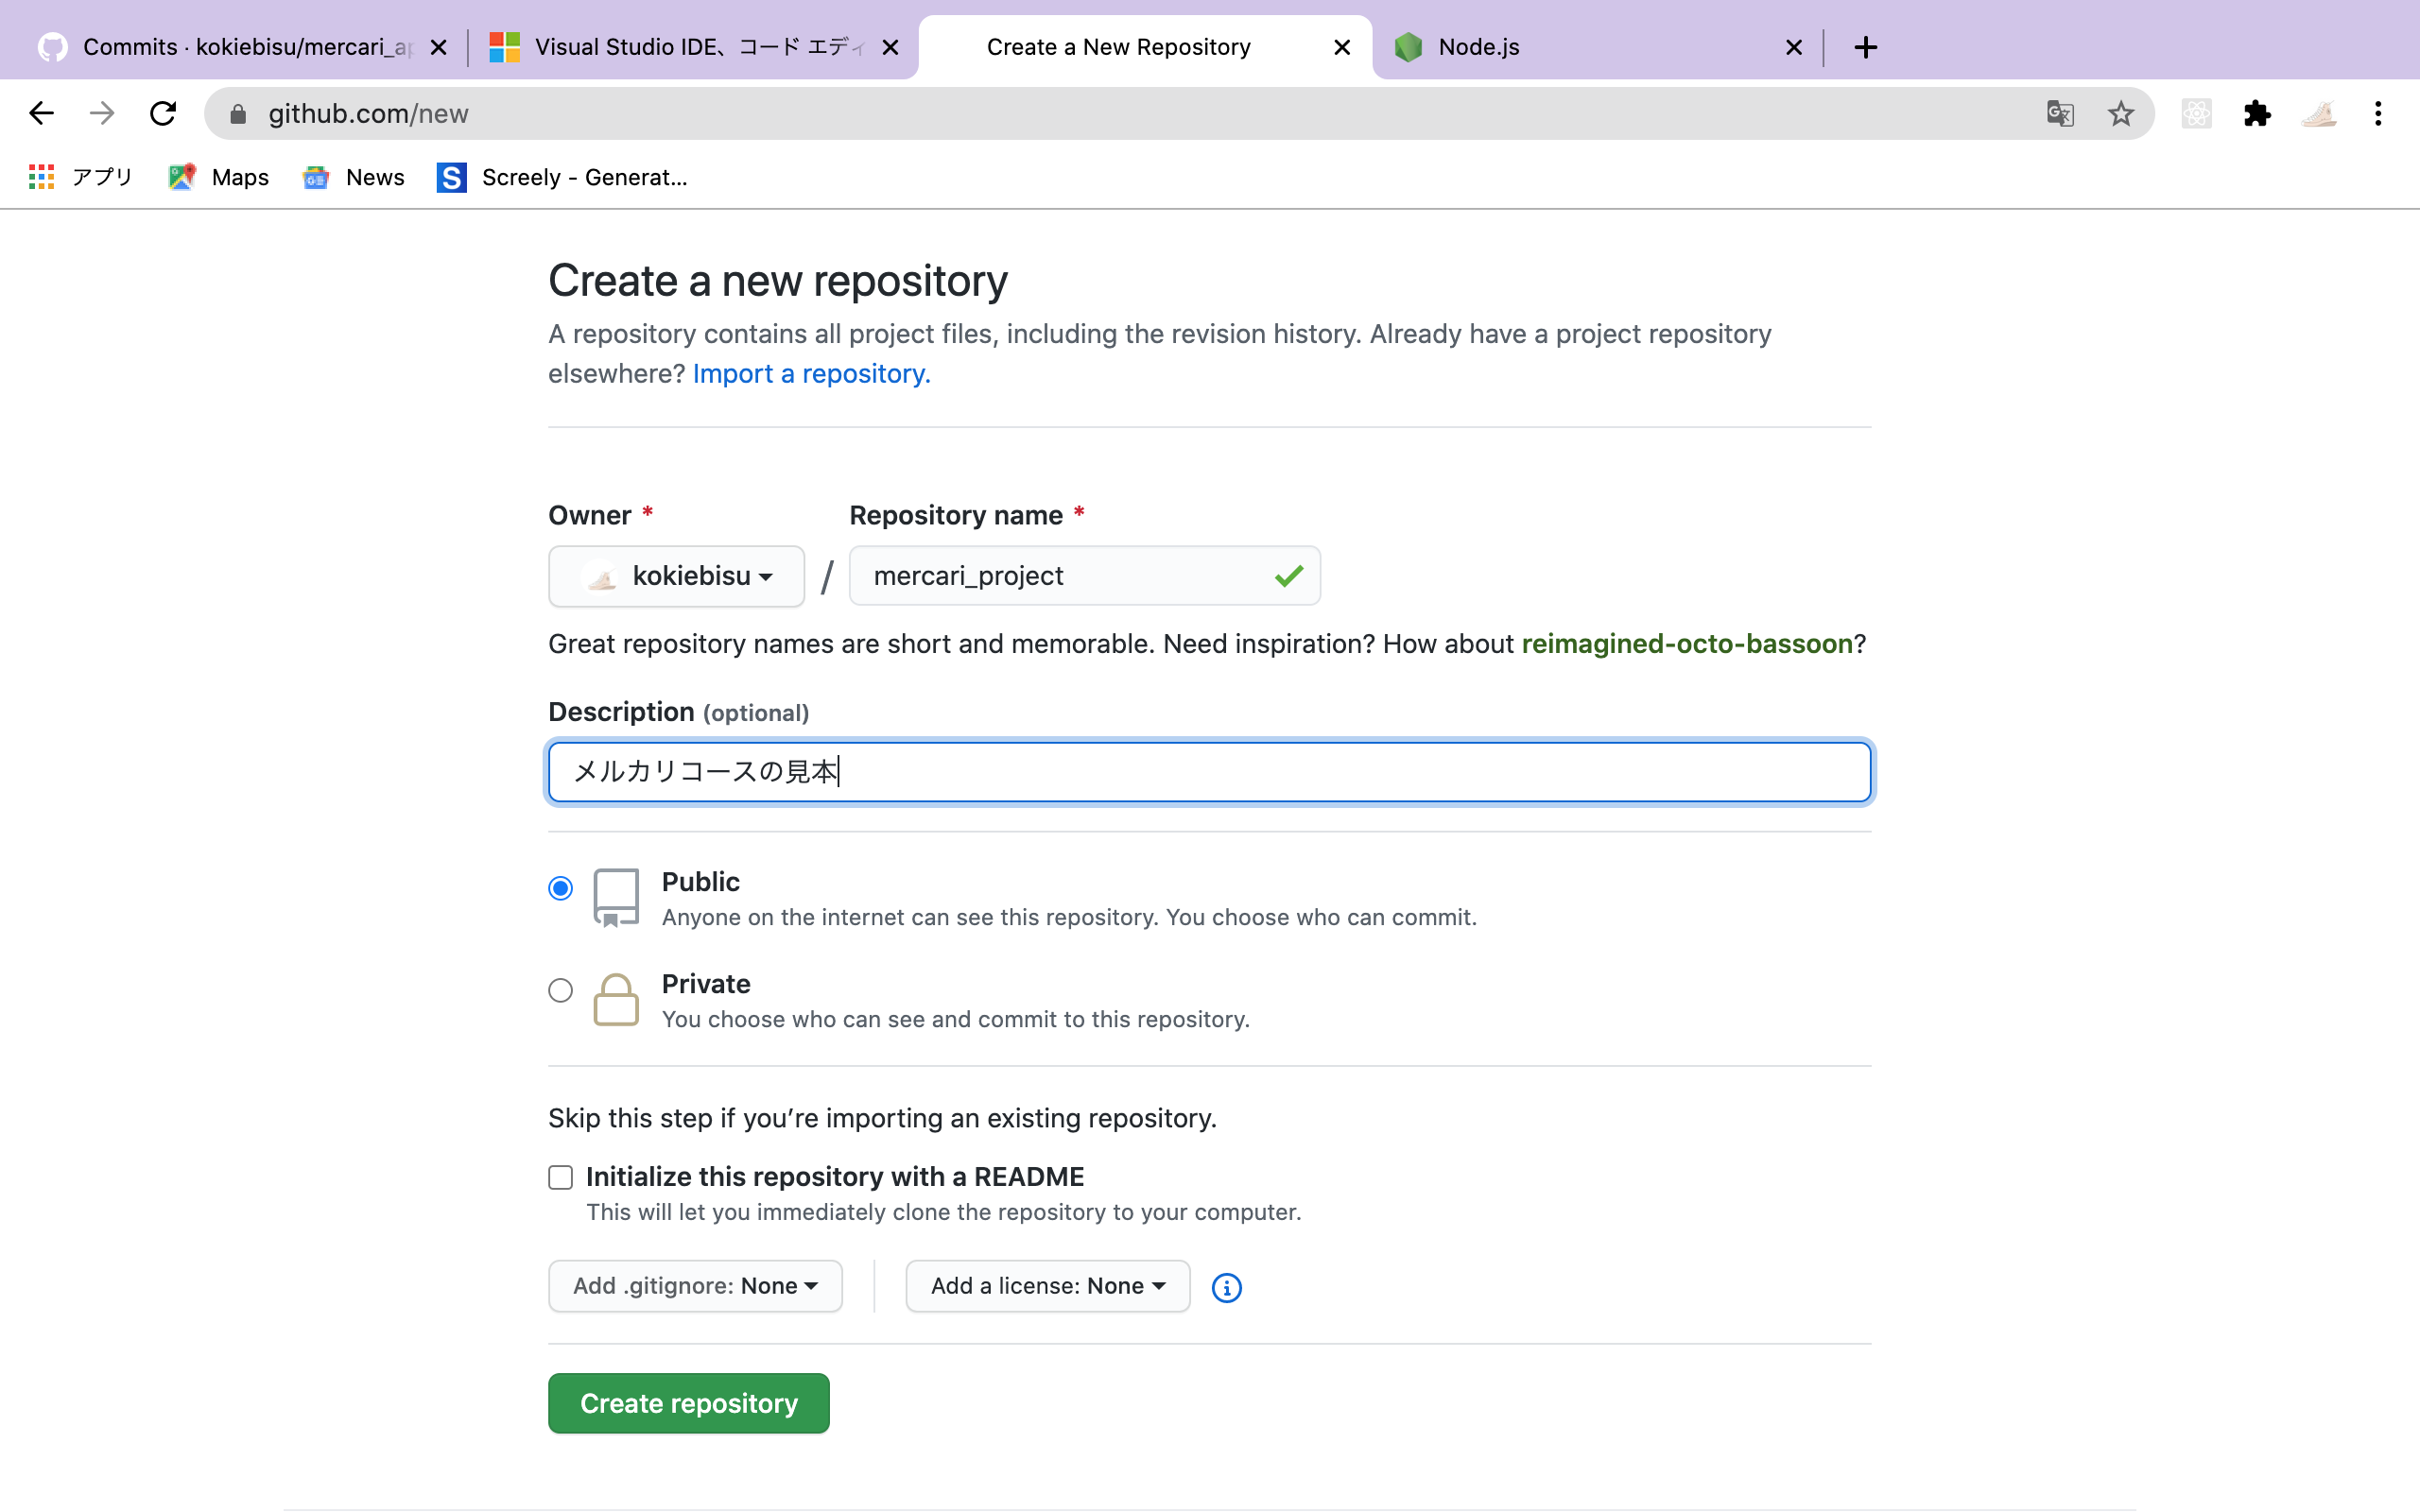 Commits · kokiebisu/mercari_ap
Visual Studio IDE、コード エディ
Create a New Repository
Node.js
github.com/new
アプリ
Maps
News
Screely - Generat...
Create a new repository
A repository contains all project files, including the revision history. Already have a project repository
elsewhere? Import a repository.
Owner *
Repository name *
kokiebisu
/
mercari_project
Great repository names are short and memorable. Need inspiration? How about reimagined-octo-bassoon?
Description (optional)
メルカリコースの見本
Public
Anyone on the internet can see this repository. You choose who can commit.
Private
You choose who can see and commit to this repository.
Skip this step if you’re importing an existing repository.
Initialize this repository with a README
This will let you immediately clone the repository to your computer.
Add .gitignore: None
Add a license: None
Create repository